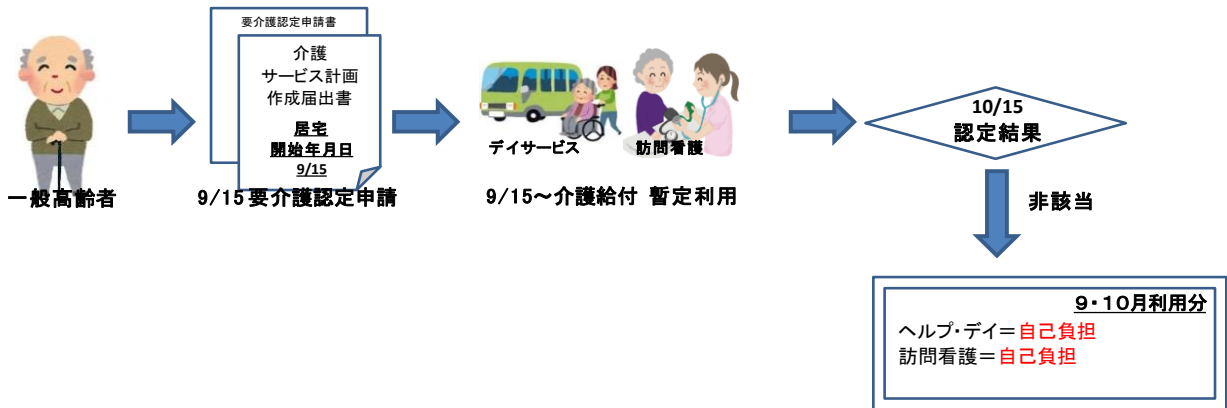 要介護認定申請書
介護
サービス計画
作成届出書
居宅
開始年月日
9/15
一般高齢者
9/15 要介護認定申請
デイサービス
訪問看護
9/15～介護給付 暫定利用
10/15
認定結果
非該当
9・10月利用分
ヘルプ・デイ＝自己負担
訪問看護＝自己負担